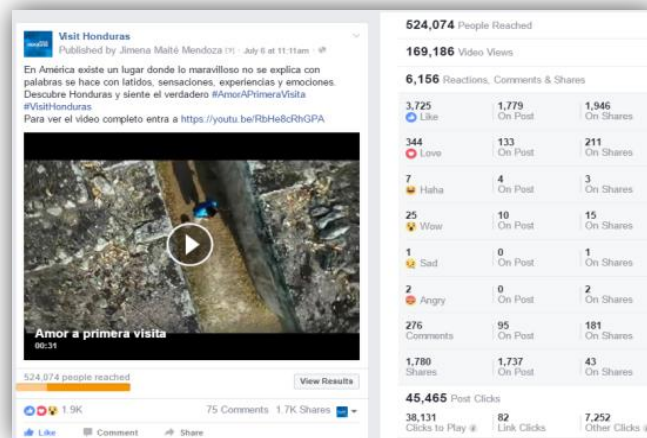 Visit Honduras
Published by Jimena Maité Mendoza [?] · July 6 at 11:11am ·
En América existe un lugar donde lo maravilloso no se explica con
palabras se hace con latidos, sensaciones, experiencias y emociones.
Descubre Honduras y siente el verdadero #AmorAPrimeraVisita
#VisitHonduras
Para ver el video completo entra a https://youtu.be/RbHe8cRhGPA
Amor a primera visita
00:31
524,074 people reached
View Results
1.9K
75 Comments 1.7K Shares
Like Comment Share
524,074 People Reached
169,186 Video Views
6,156 Reactions, Comments & Shares
3,725 1,779 1,946
Like On Post On Shares
344 133 211
Love On Post On Shares
7 4 3
Haha On Post On Shares
25 10 15
Wow On Post On Shares
1 0 1
Sad On Post On Shares
2 0 2
Angry On Post On Shares
276 95 181
Comments On Post On Shares
1,780 1,737 43
Shares On Post On Shares
45,465 Post Clicks
38,131 82 7,252
Clicks to Play Link Clicks Other Clicks